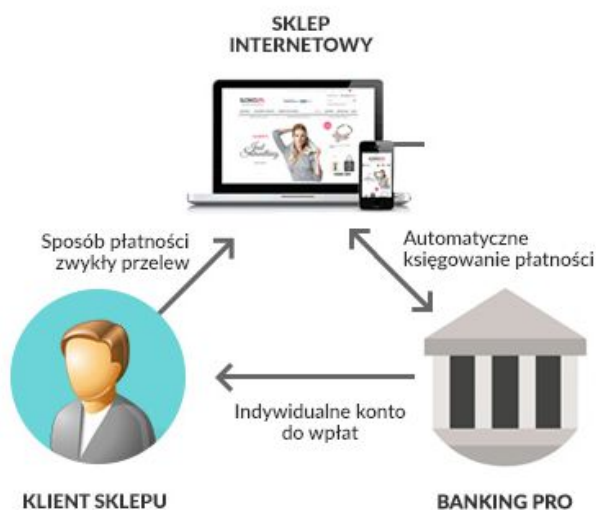 SKLEP
INTERNETOWY
Sposób płatności
zwykły przelew
Automatyczne
księgowanie płatności
Indywidualne konto
do wpłat
KLIENT SKLEPU
BANKING PRO